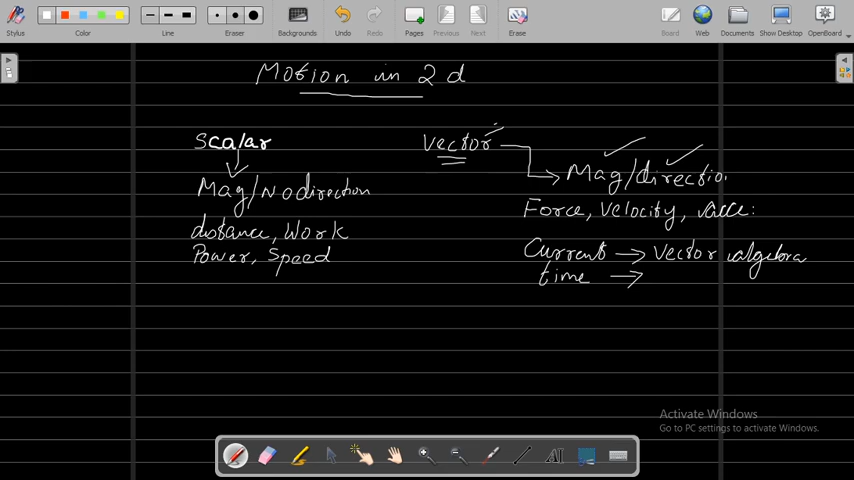 Stylus
Color
Line
Eraser
Backgrounds
Undo
Redo
Pages
Previous
Next
Erase
Board
Web
Documents
Show Desktop
OpenBoard
Motion in 2 d
Scalar
Mag/No direction
distance, Work
Power, Speed
Vector
Mag/direction
Force, Velocity, acc:
Current → Vector algebra
time →
Activate Windows
Go to PC settings to activate Windows.